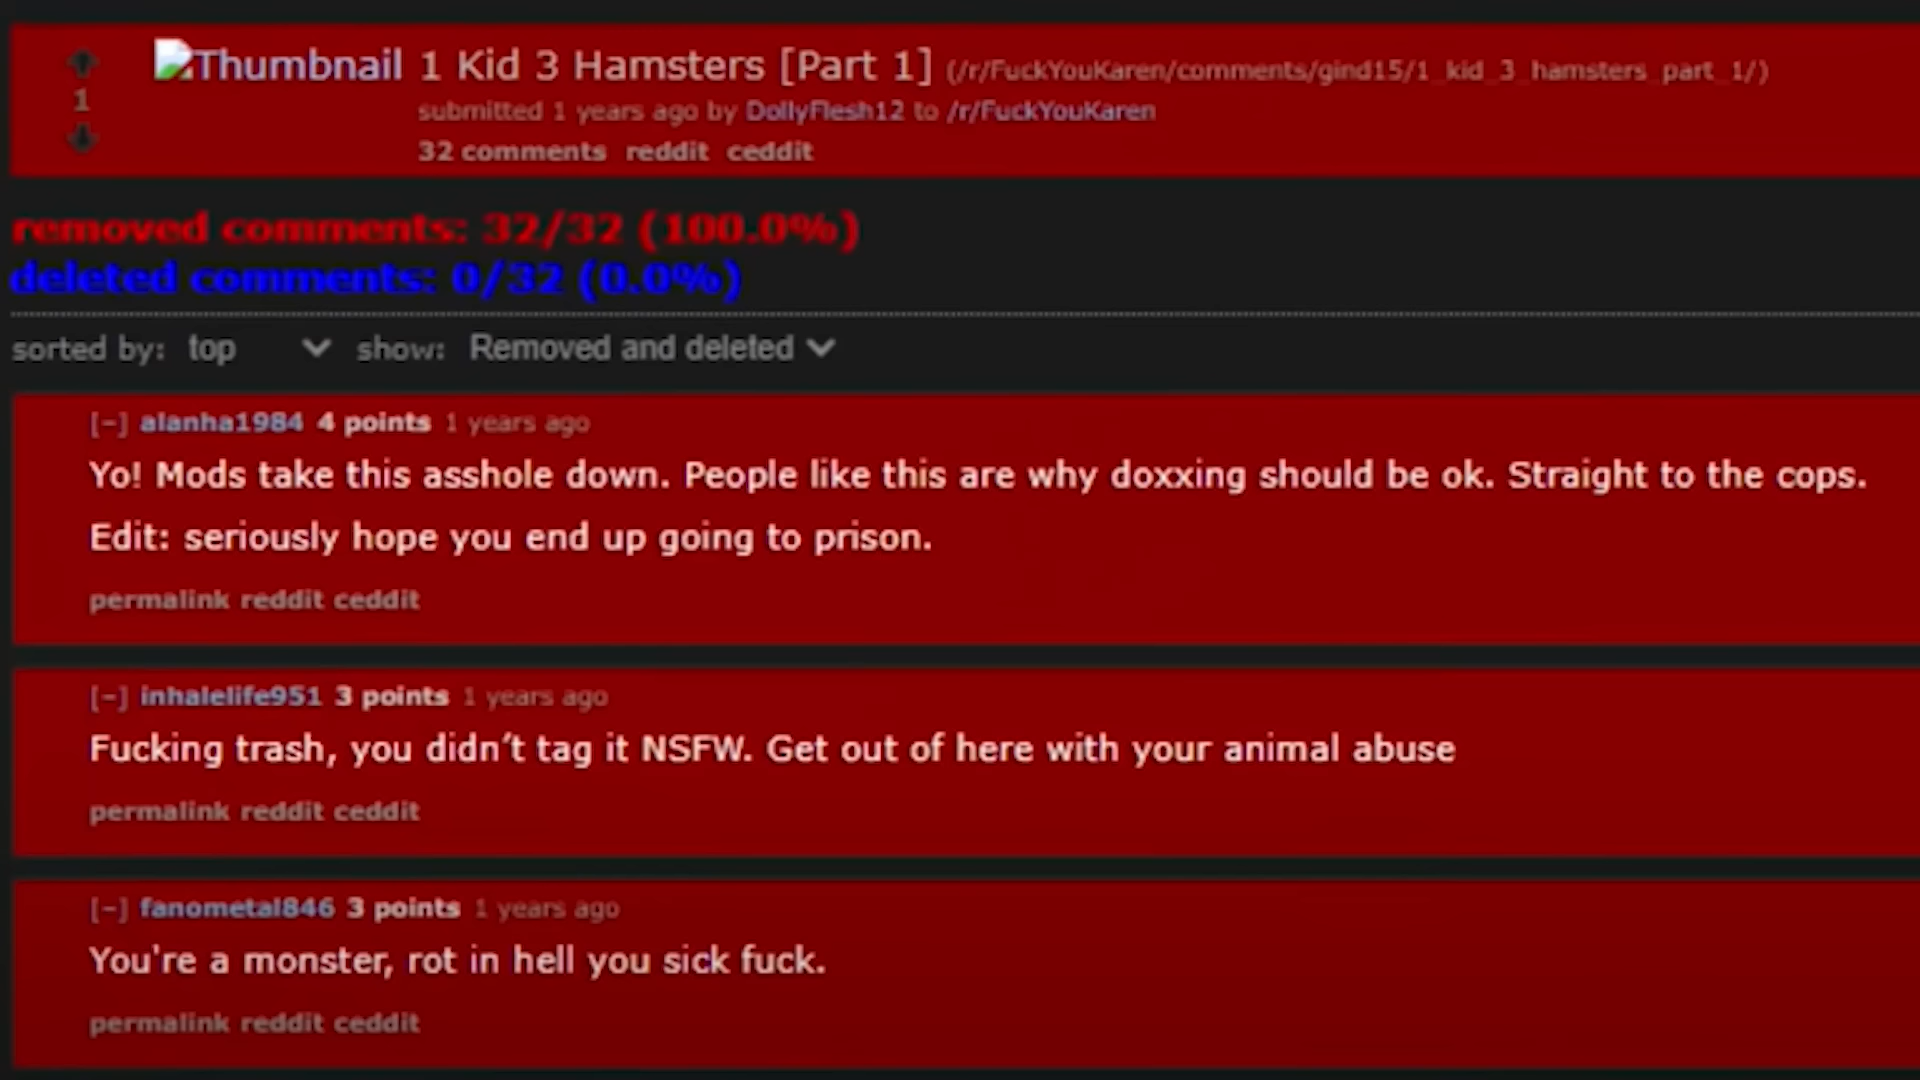 Thumbnail 1 Kid 3 Hamsters [Part 1] (/r/FuckYouKaren/comments/gind15/1_kid_3_hamsters_part_1/)
1
submitted 1 years ago by DollyFlesh12 to /r/FuckYouKaren
32 comments reddit ceddit
removed comments: 32/32 (100.0%)
deleted comments: 0/32 (0.0%)
sorted by: top show: Removed and deleted
[−] alanha1984 4 points 1 years ago
Yo! Mods take this asshole down. People like this are why doxxing should be ok. Straight to the cops.
Edit: seriously hope you end up going to prison.
permalink reddit ceddit
[−] inhalelife951 3 points 1 years ago
Fucking trash, you didn’t tag it NSFW. Get out of here with your animal abuse
permalink reddit ceddit
[−] fanometal846 3 points 1 years ago
You're a monster, rot in hell you sick fuck.
permalink reddit ceddit